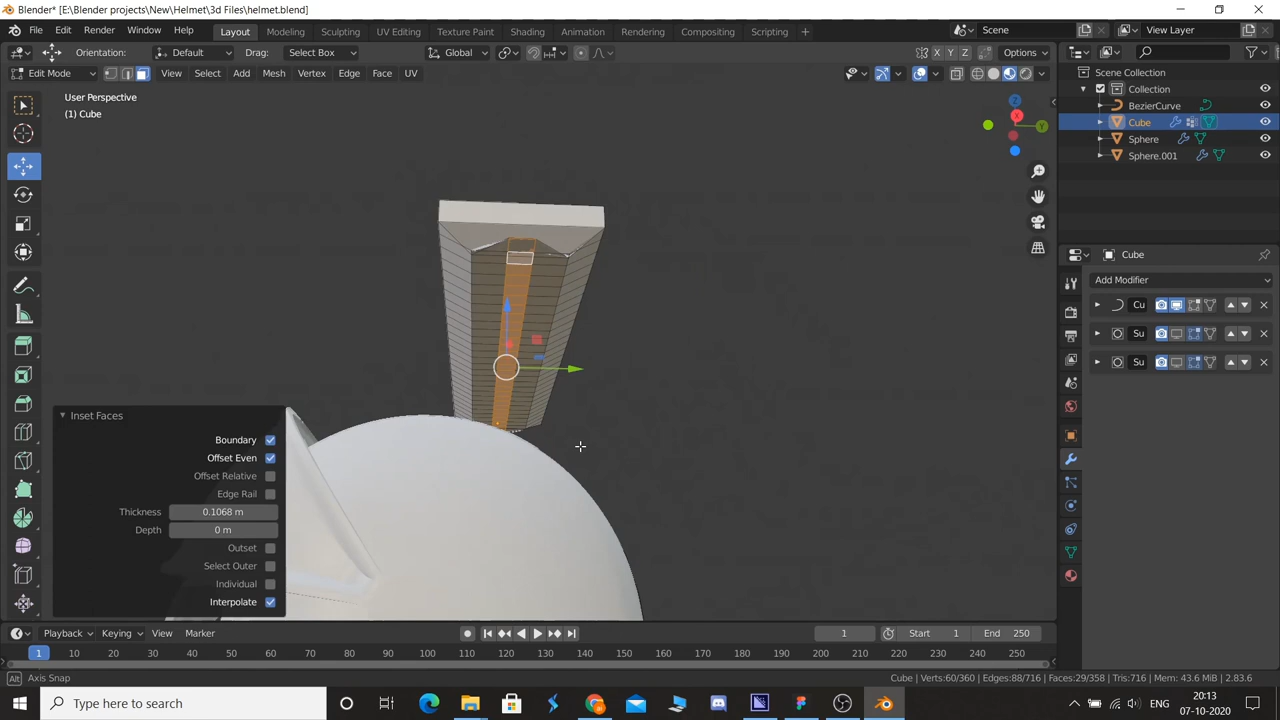 Blender* [E:\Blender projects\New\Helmet\3d Files\helmet.blend]
File Edit Render Window Help Layout Modeling Sculpting UV Editing Texture Paint Shading Animation Rendering Compositing Scripting + Scene View Layer
Orientation: Default Drag: Select Box Global X Y Z Options
Edit Mode View Select Add Mesh Vertex Edge Face UV
Scene Collection
Collection
BezierCurve
Cube
Sphere
Sphere.001
User Perspective
(1) Cube
Z
X
Y
Cube
Add Modifier
Cu
Su
Su
Inset Faces
Boundary
Offset Even
Offset Relative
Edge Rail
Thickness 0.1068 m
Depth 0 m
Outset
Select Outer
Individual
Interpolate
Playback Keying View Marker 1 Start 1 End 250
1 10 20 30 40 50 60 70 80 90 100 110 120 130 140 150 160 170 180 190 200 210 220 230 240 250
Alt Axis Snap
Cube | Verts:60/360 | Edges:88/716 | Faces:29/358 | Tris:716 | Mem: 43.6 MiB | 2.83.6
Type here to search
20:13
07-10-2020